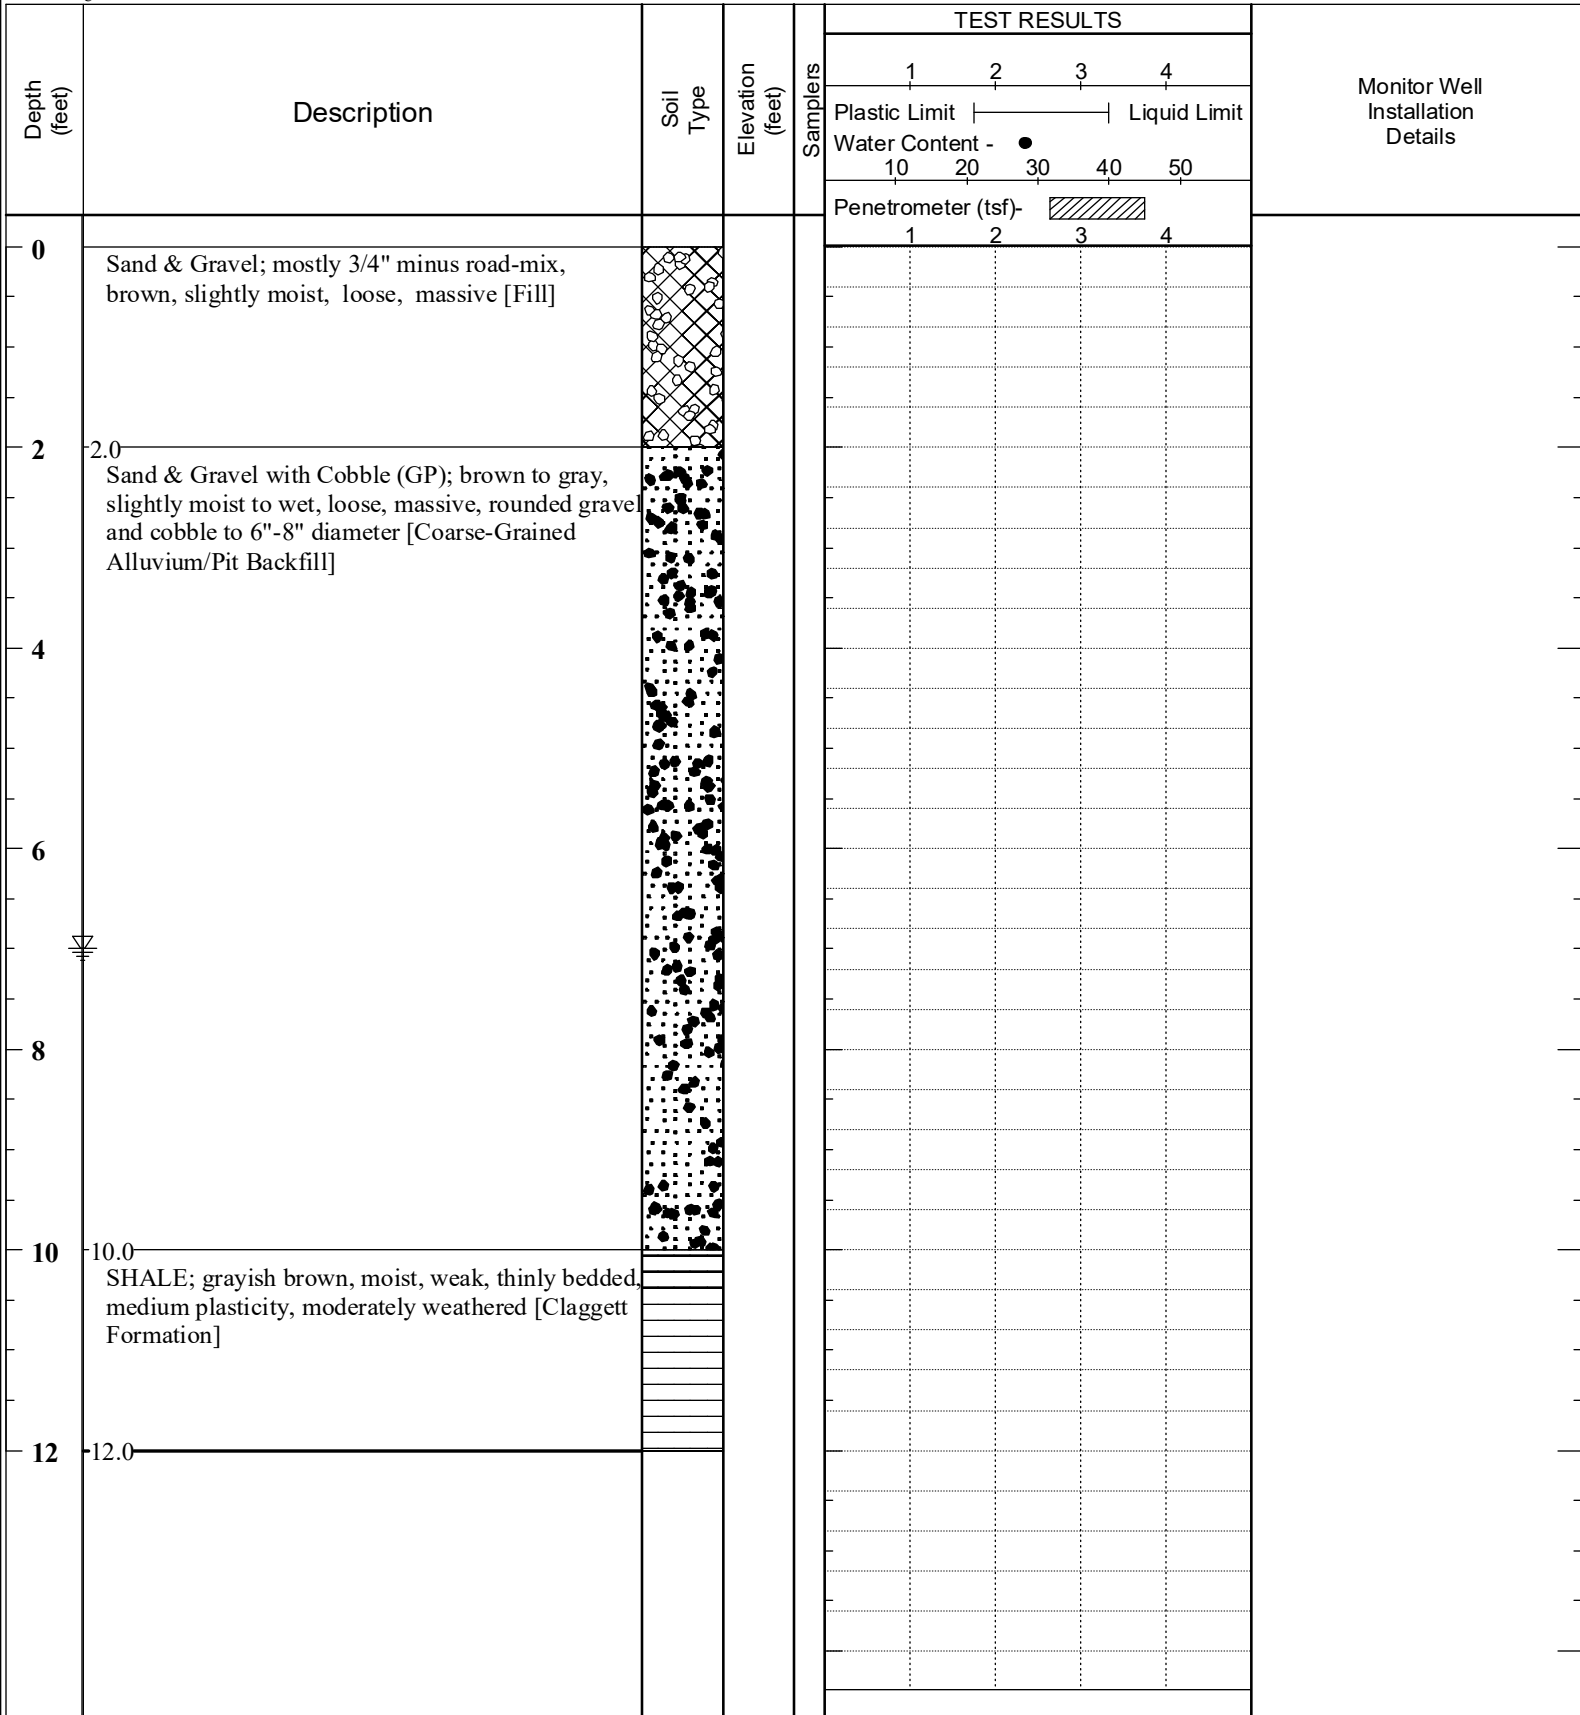 TEST RESULTS
Depth
(feet)
Description
Soil
Type
Elevation
(feet)
Samplers
1 2 3 4
Plastic Limit Liquid Limit
Water Content -
10 20 30 40 50
Penetrometer (tsf)-
1 2 3 4
Monitor Well
Installation
Details
0
Sand & Gravel; mostly 3/4" minus road-mix,
brown, slightly moist, loose, massive [Fill]
2
2.0
Sand & Gravel with Cobble (GP); brown to gray,
slightly moist to wet, loose, massive, rounded gravel
and cobble to 6"-8" diameter [Coarse-Grained
Alluvium/Pit Backfill]
4
6
8
10
10.0
SHALE; grayish brown, moist, weak, thinly bedded,
medium plasticity, moderately weathered [Claggett
Formation]
12
12.0